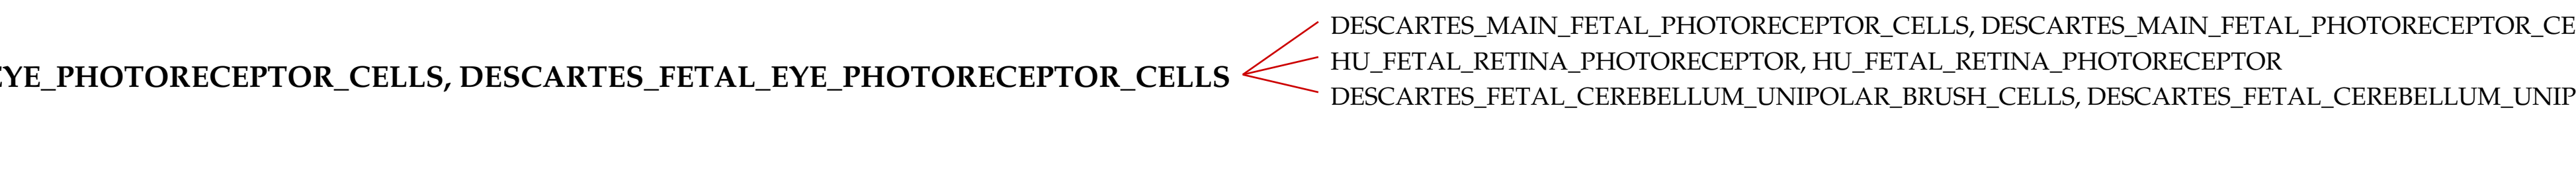 DESCARTES_MAIN_FETAL_PHOTORECEPTOR_CELLS, DESCARTES_MAIN_FETAL_PHOTORECEPTOR_CE
HU_FETAL_RETINA_PHOTORECEPTOR, HU_FETAL_RETINA_PHOTORECEPTOR
EYE_PHOTORECEPTOR_CELLS, DESCARTES_FETAL_EYE_PHOTORECEPTOR_CELLS
DESCARTES_FETAL_CEREBELLUM_UNIPOLAR_BRUSH_CELLS, DESCARTES_FETAL_CEREBELLUM_UNIP